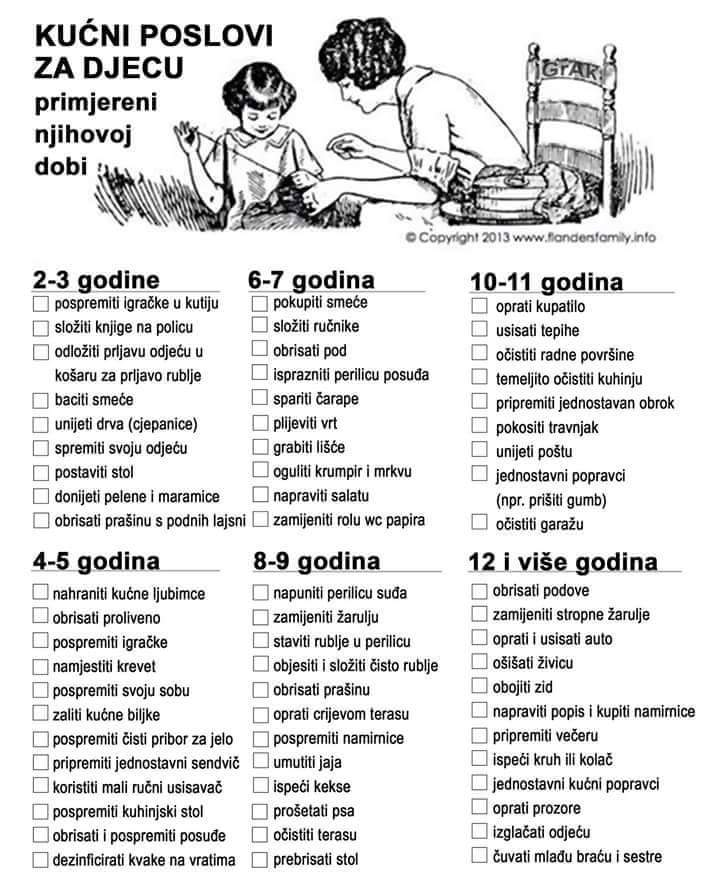 KUĆNI POSLOVI
ZA DJECU
primjereni
njihovoj
dobi
GTAK
© Copyright 2013 www.flandersfamily.info
2-3 godine
pospremiti igračke u kutiju
složiti knjige na policu
odložiti prljavu odjeću u
košaru za prljavo rublje
baciti smeće
unijeti drva (cjepanice)
spremiti svoju odjeću
postaviti stol
donijeti pelene i maramice
obrisati prašinu s podnih lajsni
4-5 godina
nahraniti kućne ljubimce
obrisati proliveno
pospremiti igračke
namjestiti krevet
pospremiti svoju sobu
zaliti kućne biljke
pospremiti čisti pribor za jelo
pripremiti jednostavni sendvič
koristiti mali ručni usisavač
pospremiti kuhinjski stol
obrisati i pospremiti posuđe
dezinficirati kvake na vratima
6-7 godina
pokupiti smeće
složiti ručnike
obrisati pod
isprazniti perilicu posuđa
spariti čarape
plijeviti vrt
grabiti lišće
oguliti krumpir i mrkvu
napraviti salatu
zamijeniti rolu wc papira
8-9 godina
napuniti perilicu suđa
zamijeniti žarulju
staviti rublje u perilicu
objesiti i složiti čisto rublje
obrisati prašinu
oprati crijevom terasu
pospremiti namirnice
umutiti jaja
ispeći kekse
prošetati psa
očistiti terasu
prebrisati stol
10-11 godina
oprati kupatilo
usisati tepihe
očistiti radne površine
temeljito očistiti kuhinju
pripremiti jednostavan obrok
pokositi travnjak
unijeti poštu
jednostavni popravci
(npr. prišiti gumb)
očistiti garažu
12 i više godina
obrisati podove
zamijeniti stropne žarulje
oprati i usisati auto
ošišati živicu
obojiti zid
napraviti popis i kupiti namirnice
pripremiti večeru
ispeći kruh ili kolač
jednostavni kućni popravci
oprati prozore
izglačati odjeću
čuvati mlađu braću i sestre